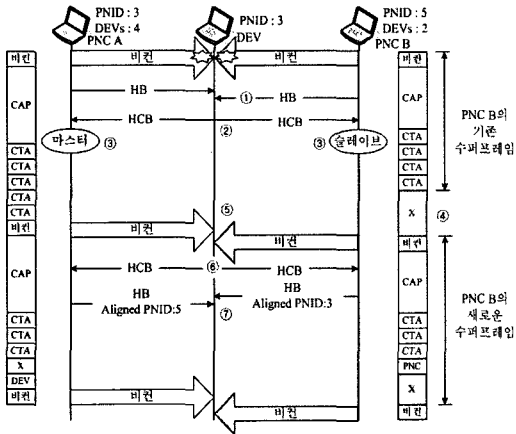 PNID : 3
DEVs : 4
PNC A
PNID : 3
DEV
PNID : 5
DEVs : 2
PNC B
비컨
비컨
비컨
비컨
HB
① HB
CAP
CAP
HCB
HCB
②
마스터 ③
③ 슬레이브
CTA
CTA
CTA
CTA
CTA
CTA
CTA
CTA
CTA
PNC B의
기존
수퍼프레임
X
④
비컨
비컨
⑤
비컨
비컨
HCB
⑥
HCB
HB
Aligned PNID:5
HB
Aligned PNID:3
⑦
CAP
CAP
CTA
CTA
CTA
X
DEV
비컨
CTA
CTA
CTA
PNC
X
비컨
PNC B의
새로운
수퍼프레임
비컨
비컨